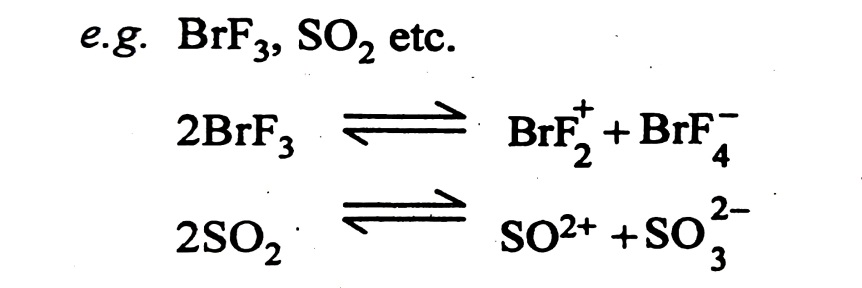 e.g. BrF₃, SO₂ etc.
2BrF₃ ⇌ BrF₂⁺ + BrF₄⁻
2SO₂ ⇌ SO²⁺ + SO₃²⁻